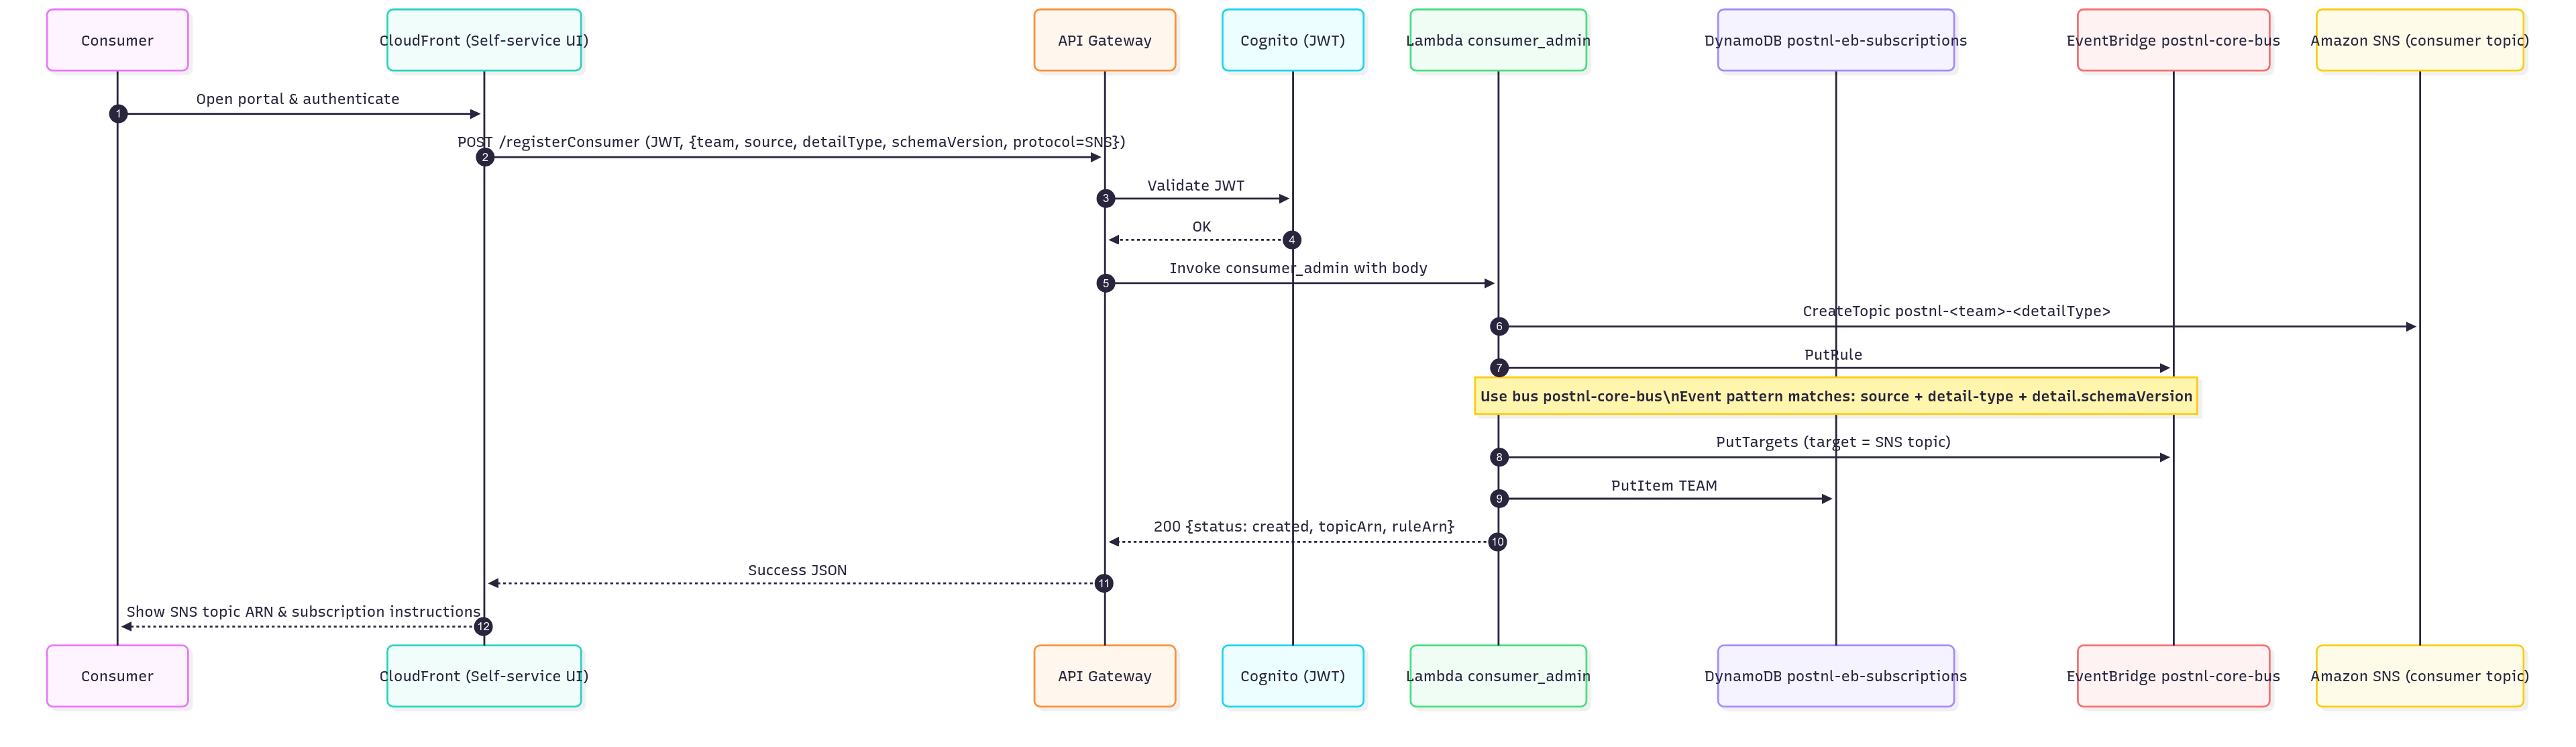 Consumer
CloudFront (Self-service UI)
API Gateway
Cognito (JWT)
Lambda consumer_admin
DynamoDB postnl-eb-subscriptions
EventBridge postnl-core-bus
Amazon SNS (consumer topic)
Open portal & authenticate
1
POST /registerConsumer (JWT, {team, source, detailType, schemaVersion, protocol=SNS})
2
Validate JWT
3
OK
4
Invoke consumer_admin with body
5
CreateTopic postnl-<team>-<detailType>
6
PutRule
7
Use bus postnl-core-bus\nEvent pattern matches: source + detail-type + detail.schemaVersion
PutTargets (target = SNS topic)
8
PutItem TEAM
9
200 {status: created, topicArn, ruleArn}
10
Success JSON
11
Show SNS topic ARN & subscription instructions
12
Consumer
CloudFront (Self-service UI)
API Gateway
Cognito (JWT)
Lambda consumer_admin
DynamoDB postnl-eb-subscriptions
EventBridge postnl-core-bus
Amazon SNS (consumer topic)